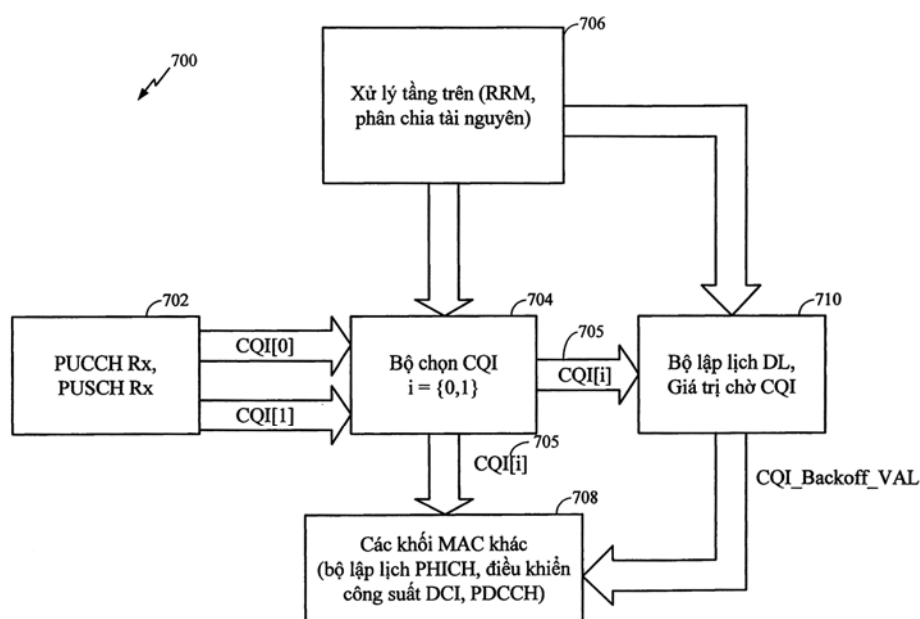 706
700
Xử lý tầng trên (RRM,
phân chia tài nguyên)
702
PUCCH Rx,
PUSCH Rx
CQI[0]
CQI[1]
704
Bộ chọn CQI
i = {0,1}
705
CQI[i]
710
Bộ lập lịch DL,
Giá trị chờ CQI
705
CQI[i]
CQI_Backoff_VAL
708
Các khối MAC khác
(bộ lập lịch PHICH, điều khiển
công suất DCI, PDCCH)